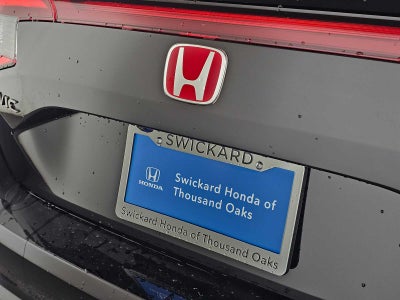 SWICKARD
HONDA
Swickard Honda of
Thousand Oaks
Swickard Honda of Thousand Oaks